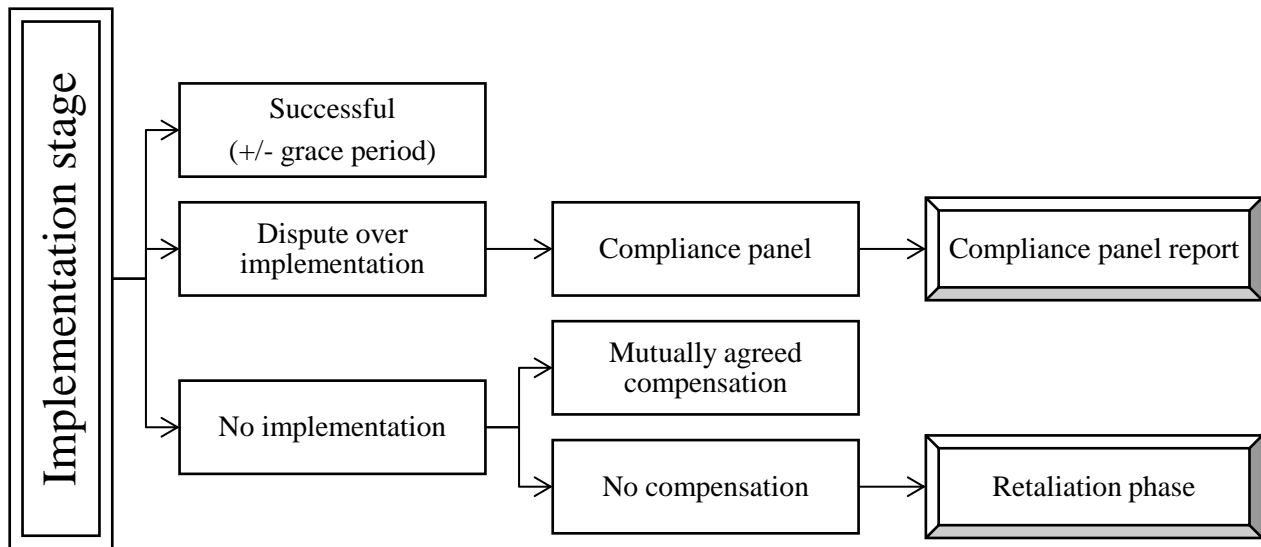 Implementation stage
Successful
(+/- grace period)
Dispute over
implementation
Compliance panel
Compliance panel report
No implementation
Mutually agreed
compensation
No compensation
Retaliation phase